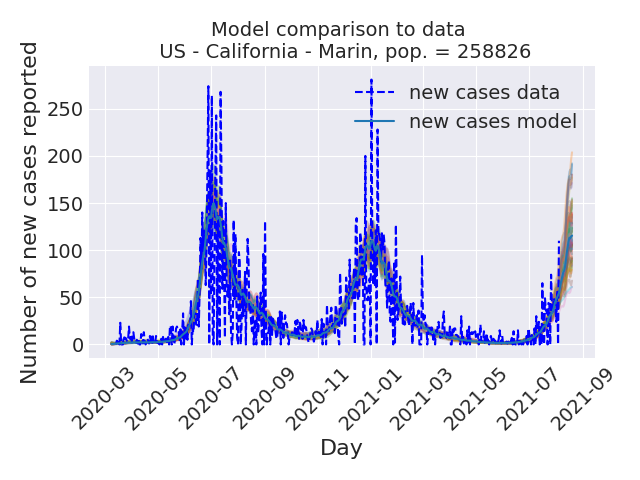 Model comparison to data
US - California - Marin, pop. = 258826
Number of new cases reported
250
200
150
100
50
0
new cases data
new cases model
2020-03
2020-05
2020-07
2020-09
2020-11
2021-01
2021-03
2021-05
2021-07
2021-09
Day